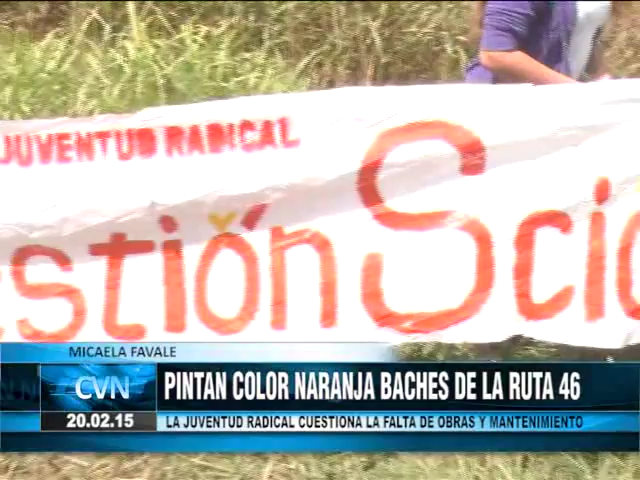 JUVENTUD RADICAL
estión Scio
MICAELA FAVALE
CVN
PINTAN COLOR NARANJA BACHES DE LA RUTA 46
20.02.15
LA JUVENTUD RADICAL CUESTIONA LA FALTA DE OBRAS Y MANTENIMIENTO